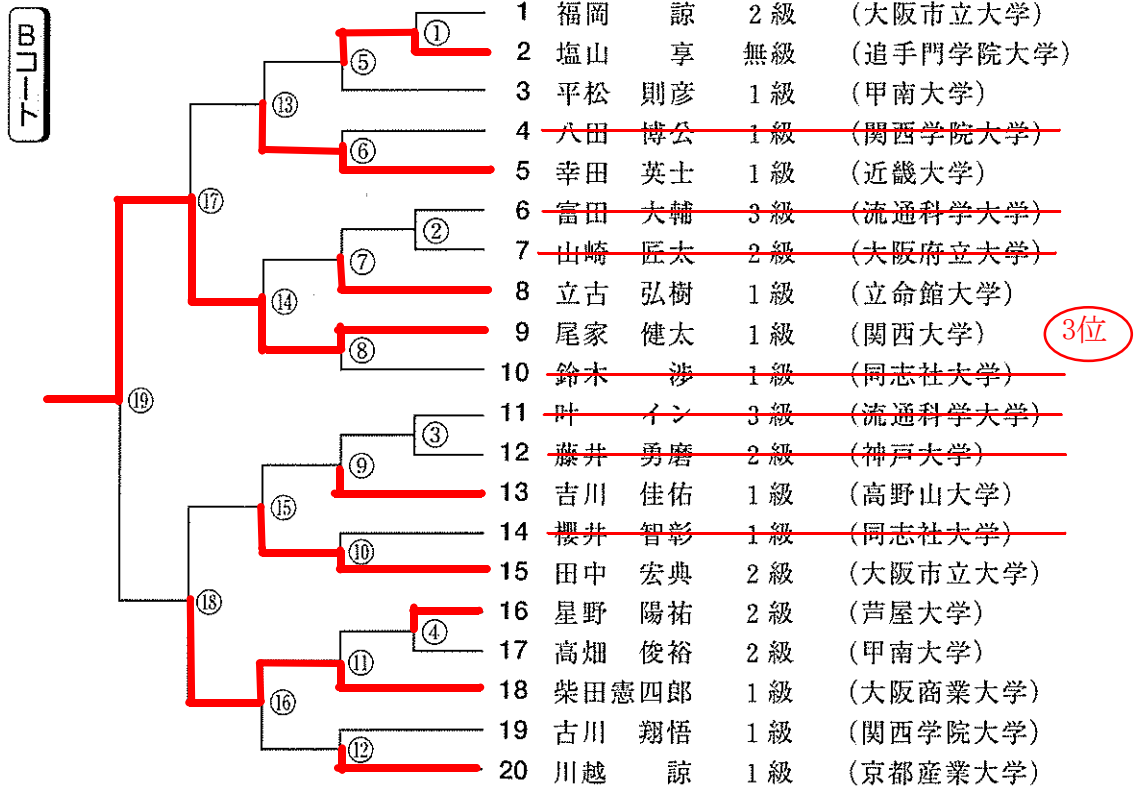 Bコート
1 福岡 諒 2級 (大阪市立大学)
2 塩山 享 無級 (追手門学院大学)
3 平松 則彦 1級 (甲南大学)
4 八田 博公 1級 (関西学院大学)
5 幸田 英士 1級 (近畿大学)
6 富田 大輔 3級 (流通科学大学)
7 山崎 匠太 2級 (大阪府立大学)
8 立古 弘樹 1級 (立命館大学)
9 尾家 健太 1級 (関西大学) 3位
10 鈴木 渉 1級 (同志社大学)
11 叶 イン 3級 (流通科学大学)
12 藤井 勇磨 2級 (神戸大学)
13 吉川 佳佑 1級 (高野山大学)
14 櫻井 智彰 1級 (同志社大学)
15 田中 宏典 2級 (大阪市立大学)
16 星野 陽祐 2級 (芦屋大学)
17 高畑 俊裕 2級 (甲南大学)
18 柴田憲四郎 1級 (大阪商業大学)
19 古川 翔悟 1級 (関西学院大学)
20 川越 諒 1級 (京都産業大学)
①
⑤
⑬
⑥
⑰
②
⑦
⑭
⑧
⑲
③
⑨
⑮
⑩
⑱
④
⑪
⑯
⑫